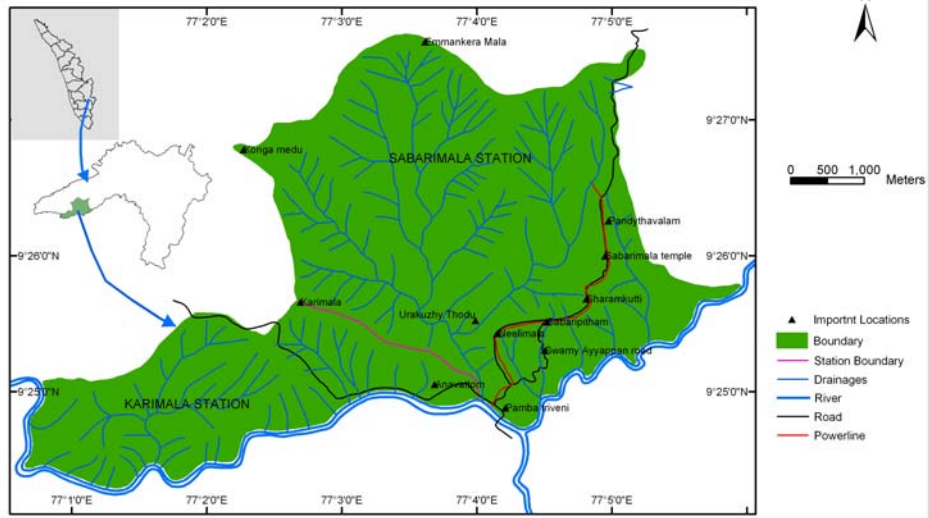 77°2'0"E 77°3'0"E 77°4'0"E 77°5'0"E
Emmankera Mala
9°27'0"N 9°27'0"N
Konga medu
SABARIMALA STATION
0 500 1,000 Meters
Pandythavalam
9°26'0"N 9°26'0"N
Sabarimala temple
Karimala
Sharamkutti
Urakuzhy Thodu
Sabaripitham
Neelimala
Swamy Ayyappan road
Anavattom
9°25'0"N 9°25'0"N
KARIMALA STATION
Pamba triveni
Importnt Locations
Boundary
Station Boundary
Drainages
River
Road
Powerline
77°1'0"E 77°2'0"E 77°3'0"E 77°4'0"E 77°5'0"E